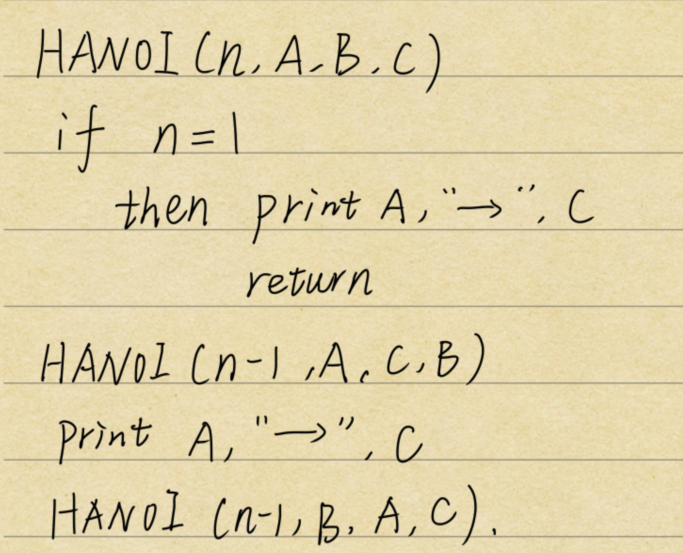 HANOI (n, A, B, C)
if n = 1
then print A, "→", C
return
HANOI (n-1, A, C, B)
print A, "→", C
HANOI (n-1, B, A, C).